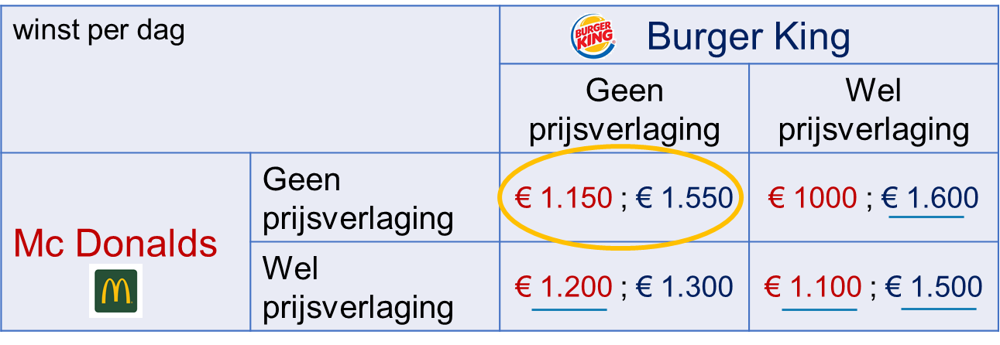 winst per dag
BURGER
KING
Burger King
Geen
prijsverlaging
Wel
prijsverlaging
Mc Donalds
Geen
prijsverlaging
€ 1.150 ; € 1.550
€ 1000 ; € 1.600
Wel
prijsverlaging
€ 1.200 ; € 1.300
€ 1.100 ; € 1.500